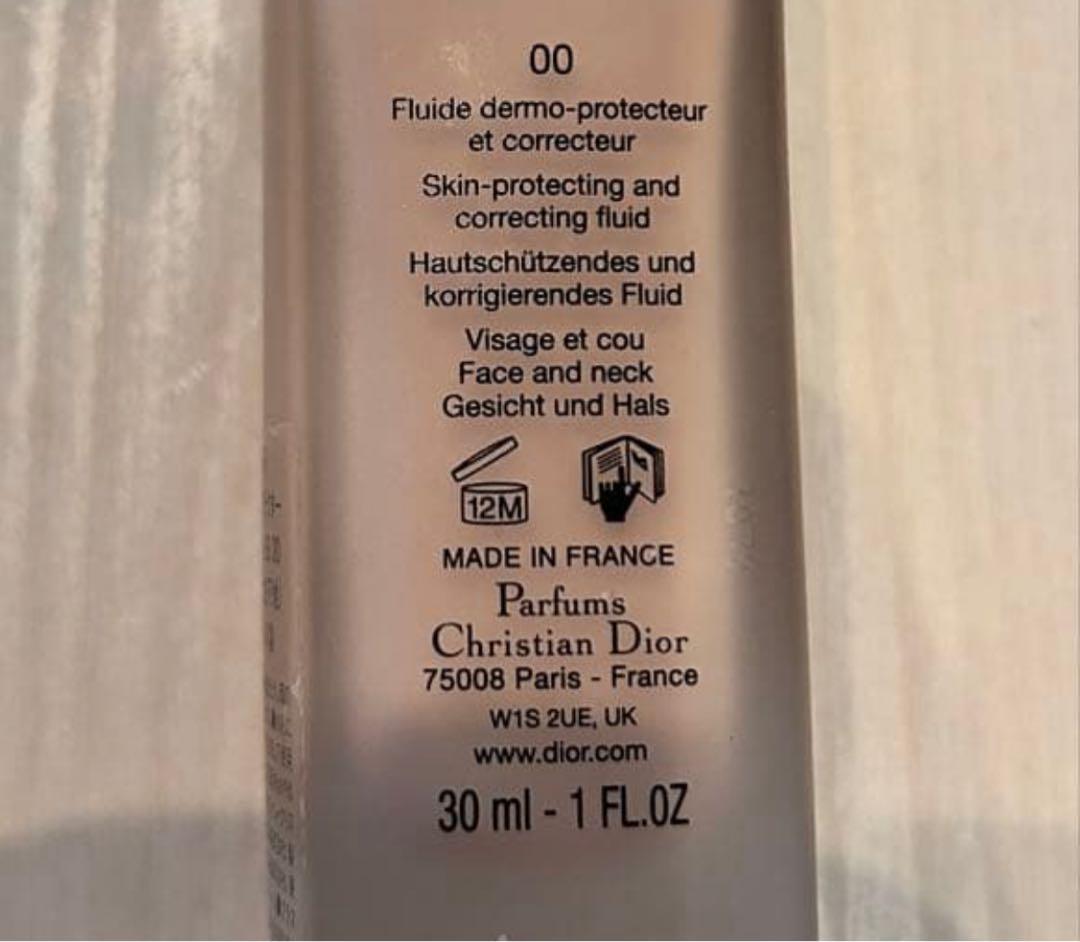 00
Fluide dermo-protecteur
et correcteur
Skin-protecting and
correcting fluid
Hautschützendes und
korrigierendes Fluid
Visage et cou
Face and neck
Gesicht und Hals
12M
MADE IN FRANCE
Parfums
Christian Dior
75008 Paris - France
W1S 2UE, UK
www.dior.com
30 ml - 1 FL.OZ